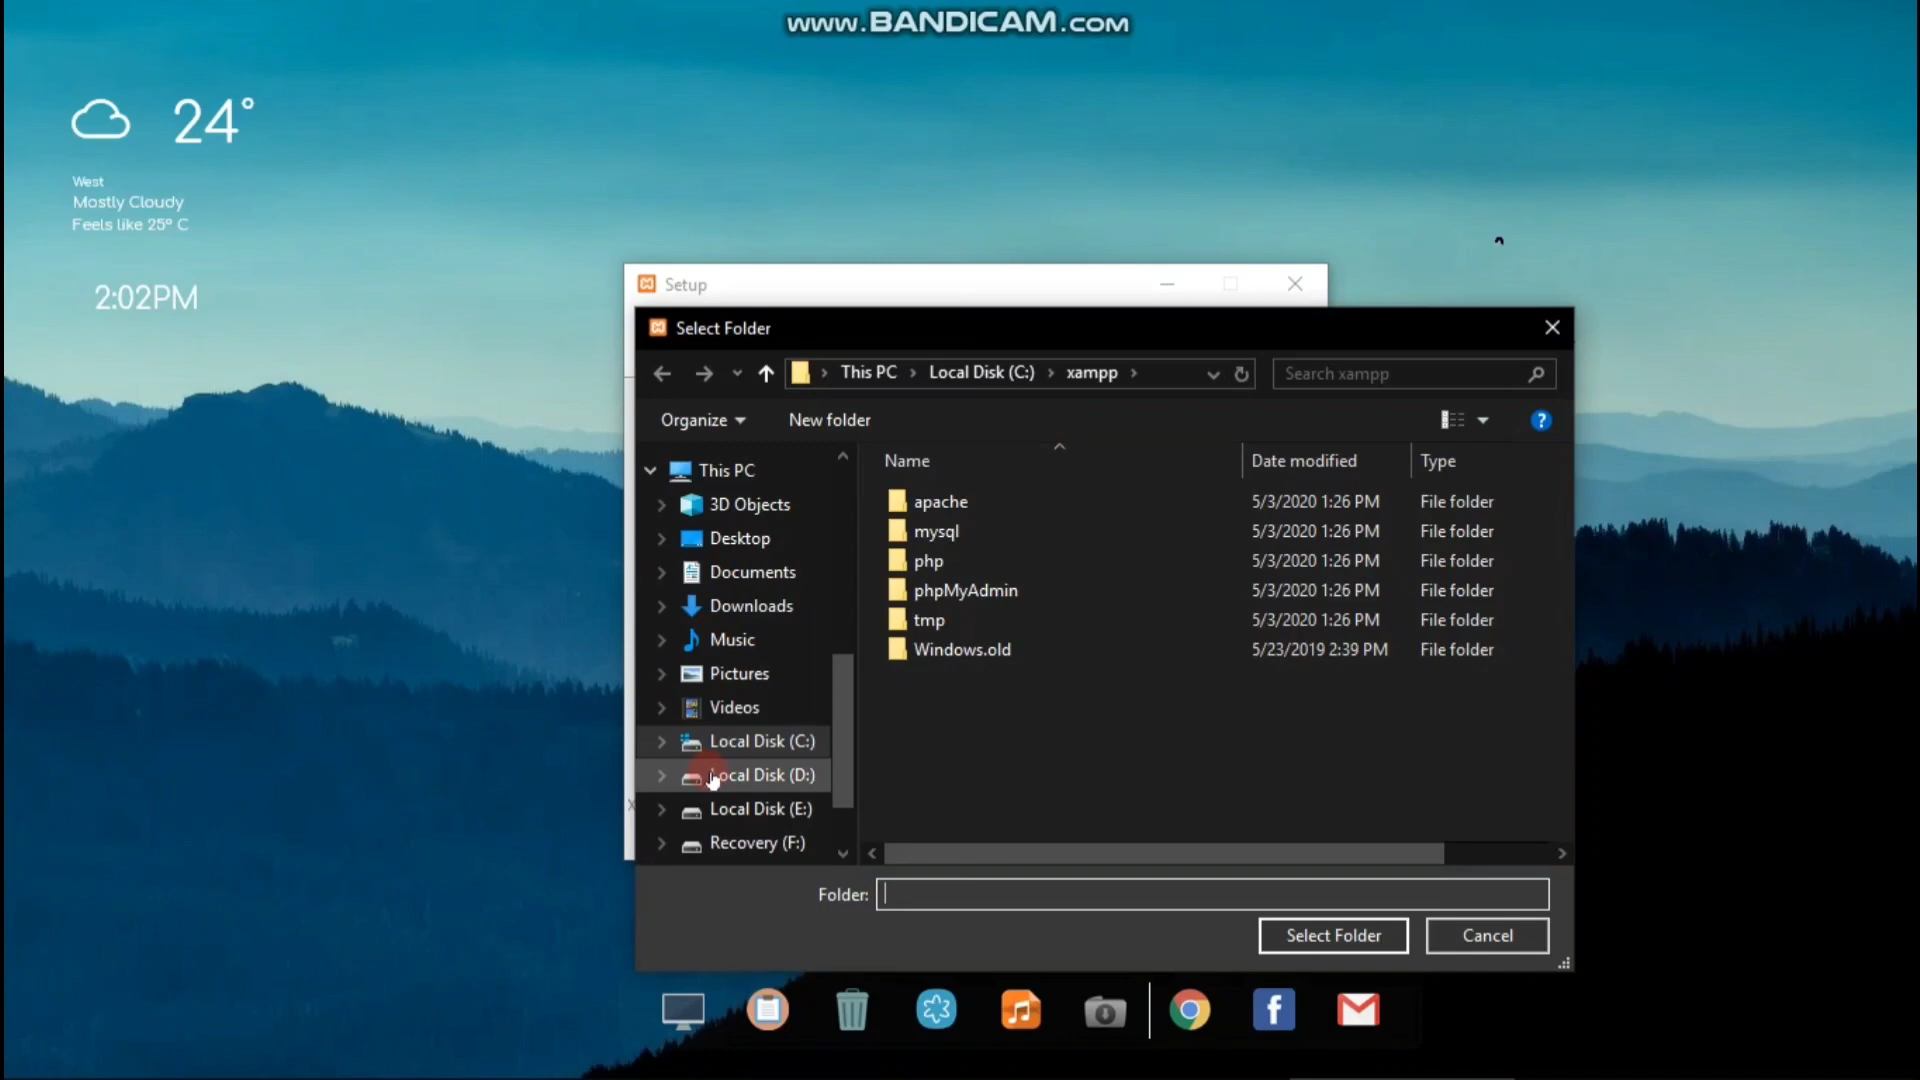 www.BANDICAM.com
24°
West
Mostly Cloudy
Feels like 25° C
2:02PM
Setup
Select Folder
This PC > Local Disk (C:) > xampp >
Search xampp
Organize
New folder
?
Name
Date modified
Type
This PC
3D Objects
Desktop
Documents
Downloads
Music
Pictures
Videos
Local Disk (C:)
Local Disk (D:)
Local Disk (E:)
Recovery (F:)
apache 5/3/2020 1:26 PM File folder
mysql 5/3/2020 1:26 PM File folder
php 5/3/2020 1:26 PM File folder
phpMyAdmin 5/3/2020 1:26 PM File folder
tmp 5/3/2020 1:26 PM File folder
Windows.old 5/23/2019 2:39 PM File folder
Folder:
Select Folder
Cancel
f